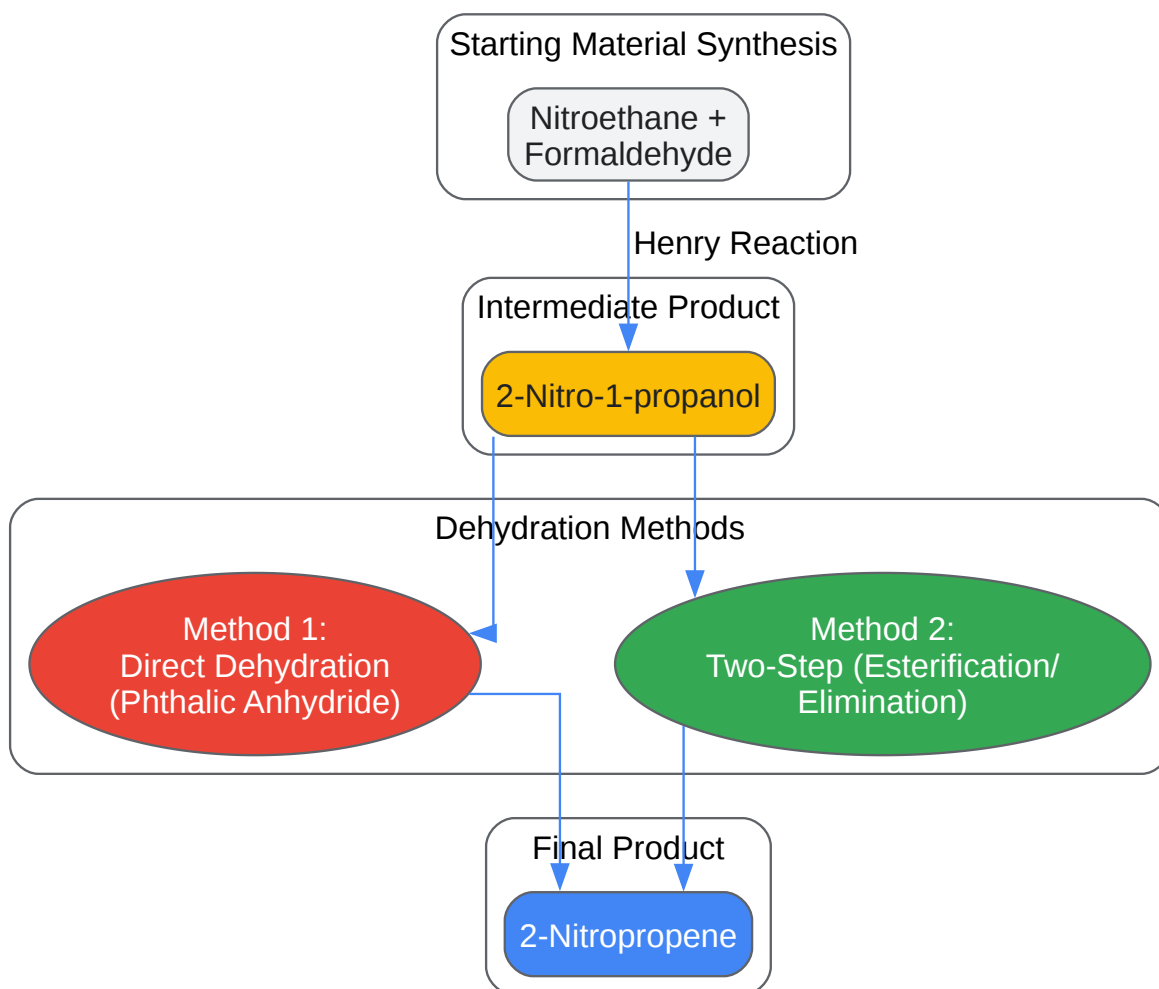 Starting Material Synthesis
Nitroethane +
Formaldehyde
Henry Reaction
Intermediate Product
2-Nitro-1-propanol
Dehydration Methods
Method 1:
Direct Dehydration
(Phthalic Anhydride)
Method 2:
Two-Step (Esterification/
Elimination)
Final Product
2-Nitropropene